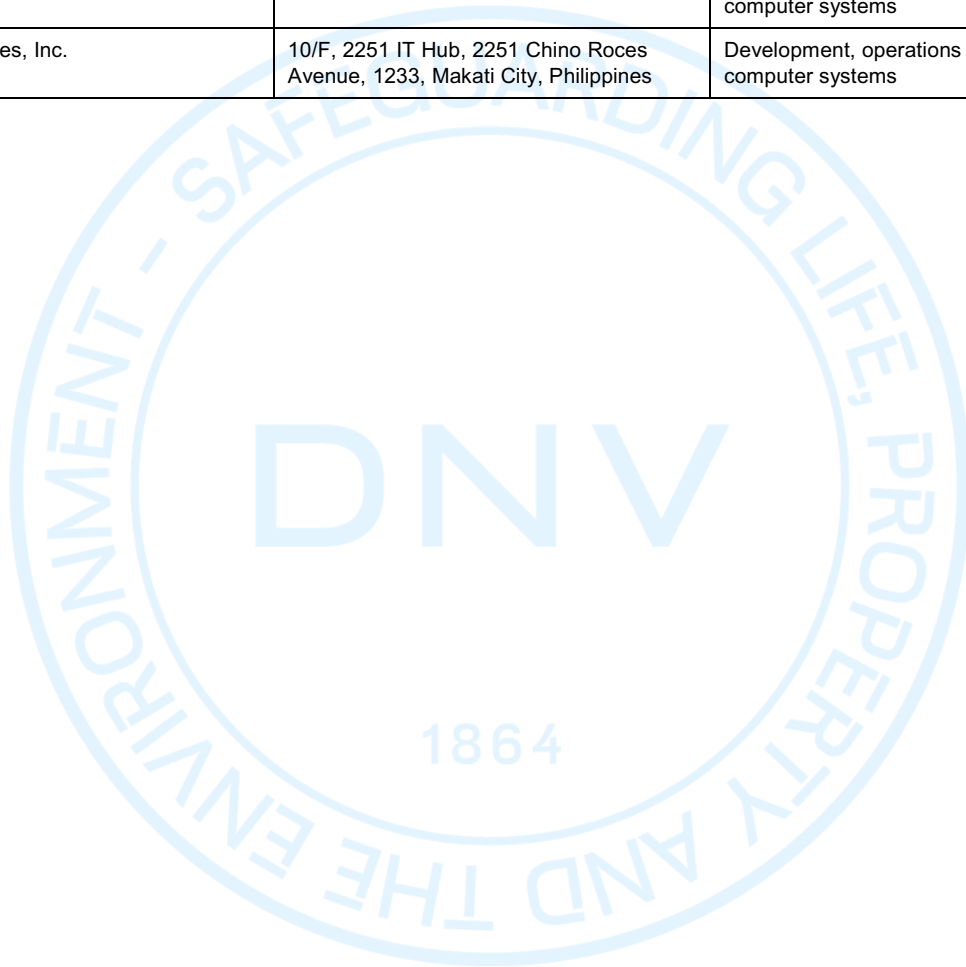 computer systems
es, Inc.
10/F, 2251 IT Hub, 2251 Chino Roces
Avenue, 1233, Makati City, Philippines
Development, operations
computer systems
SAFEGUARDING LIFE, PROPERTY AND THE ENVIRONMENT -
DNV
1864